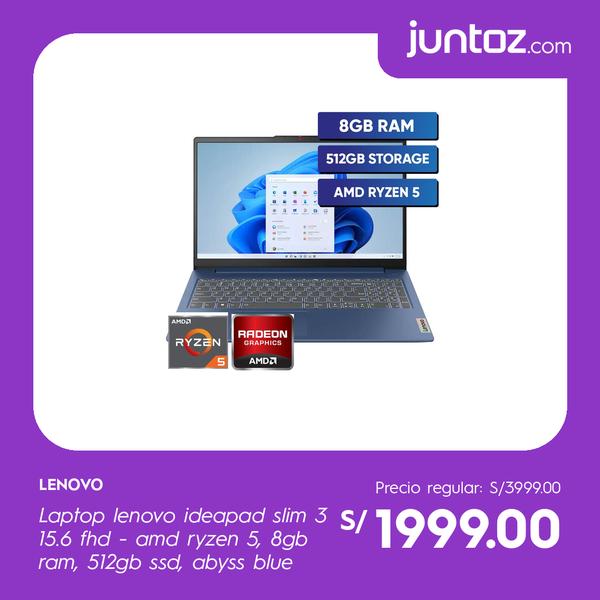 juntoz.com
8GB RAM
512GB STORAGE
AMD RYZEN 5
AMD
RYZEN
5
RADEON
GRAPHICS
AMD
LENOVO
Laptop lenovo ideapad slim 3
15.6 fhd - amd ryzen 5, 8gb
ram, 512gb ssd, abyss blue
Precio regular: S/3999.00
S/1999.00